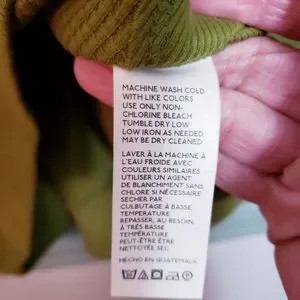 MACHINE WASH COLD
WITH LIKE COLORS
USE ONLY NON-
CHLORINE BLEACH
TUMBLE DRY LOW
LOW IRON AS NEEDED
MAY BE DRY CLEANED
LAVER À LA MACHINE À
L'EAU FROIDE AVEC
COULEURS SIMILAIRES
UTILISER UN AGENT
DE BLANCHIMENT SANS
CHLORE SI NÉCESSAIRE
SÉCHER PAR
CULBUTAGE À BASSE
TEMPERATURE
REPASSER, AU BESOIN,
À TRÈS BASSE
TEMPÉRATURE
PEUT-ÊTRE ÊTRE
NETTOYÉE SEC
HECHO EN GUATEMALA